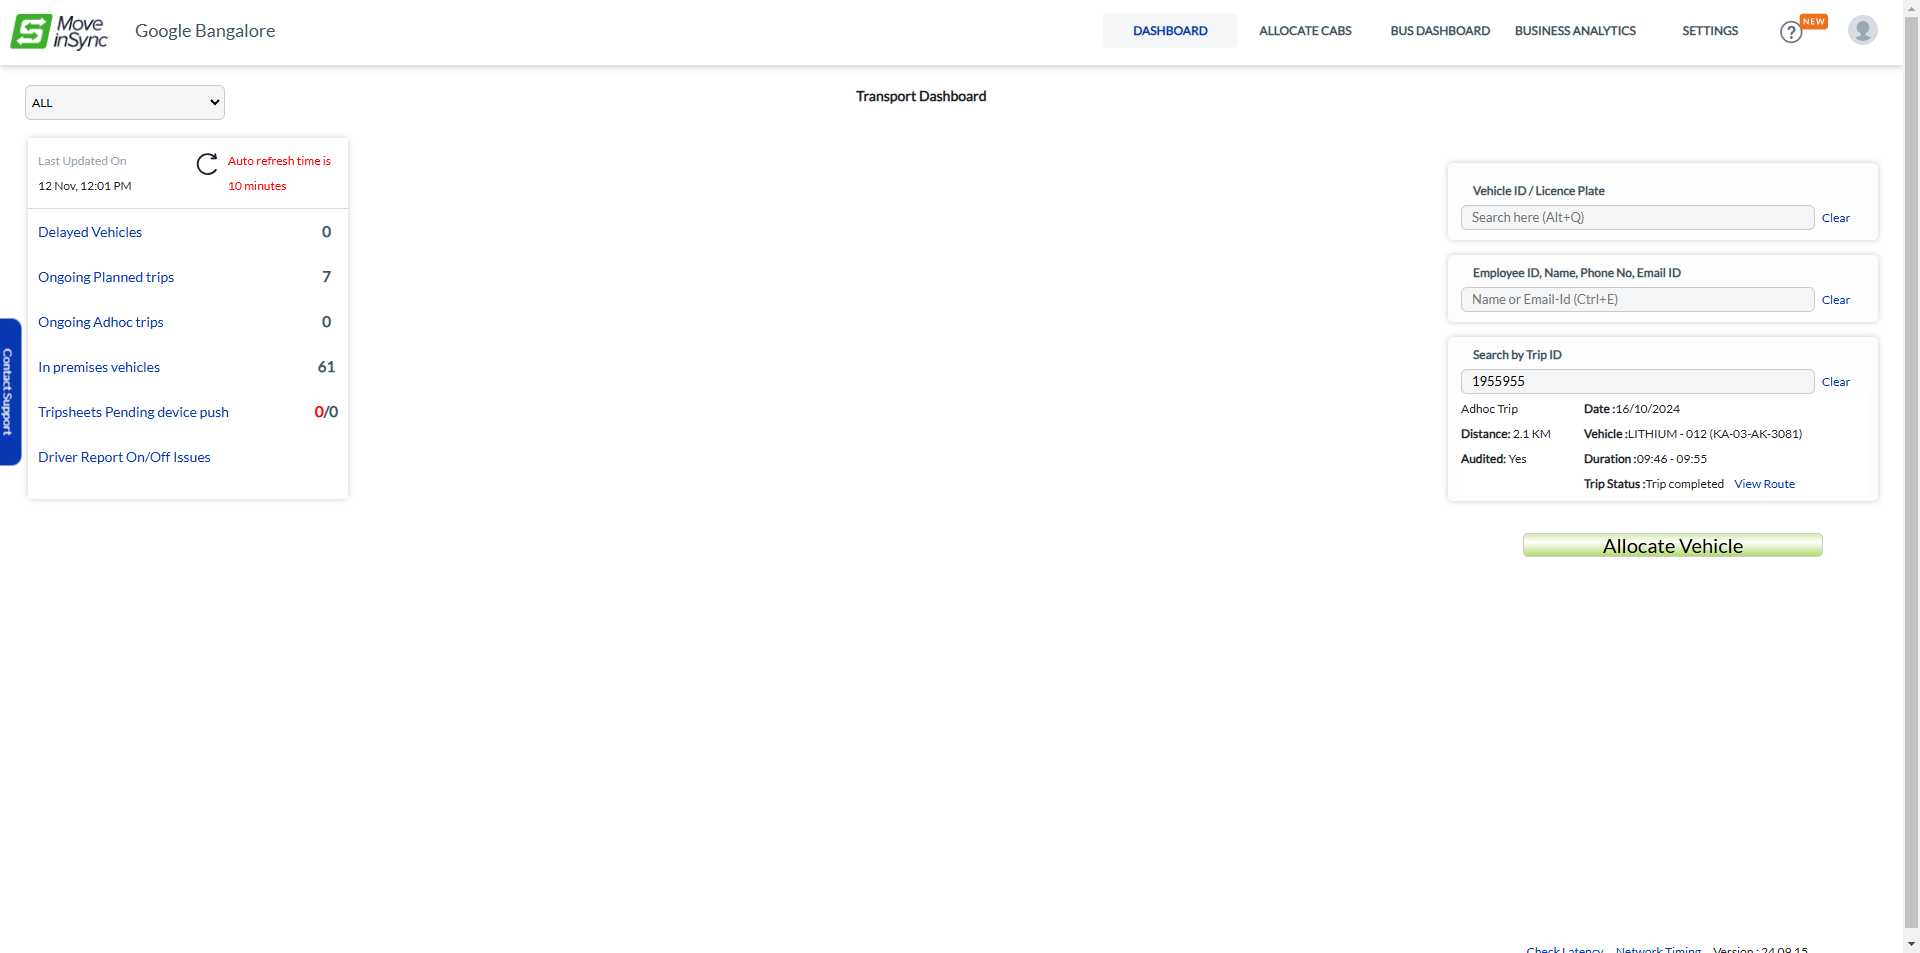 Move
inSync
Google Bangalore
DASHBOARD
ALLOCATE CABS
BUS DASHBOARD
BUSINESS ANALYTICS
SETTINGS
?
NEW
ALL
Transport Dashboard
Last Updated On
12 Nov, 12:01 PM
Auto refresh time is
10 minutes
Delayed Vehicles 0
Ongoing Planned trips 7
Ongoing Adhoc trips 0
In premises vehicles 61
Tripsheets Pending device push 0/0
Driver Report On/Off Issues
Contact Support
Vehicle ID / Licence Plate
Search here (Alt+Q) Clear
Employee ID, Name, Phone No, Email ID
Name or Email-Id (Ctrl+E) Clear
Search by Trip ID
1955955 Clear
Adhoc Trip Date :16/10/2024
Distance: 2.1 KM Vehicle :LITHIUM - 012 (KA-03-AK-3081)
Audited: Yes Duration :09:46 - 09:55
Trip Status :Trip completed View Route
Allocate Vehicle
Check Latency Network Timing Version : 24.09.15